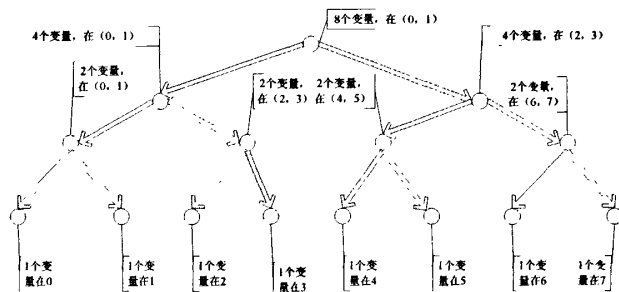 8个变量,在(0,1)
4个变量,在(0,1)
4个变量,在(2,3)
2个变量,
在(0,1)
2个变量,
在(2,3)
2个变量,
在(4,5)
2个变量,
在(6,7)
1个变
量在0
1个变
量在1
1个变
量在2
1个变
量在3
1个变
量在4
1个变
量在5
1个变
量在6
1个变
量在7